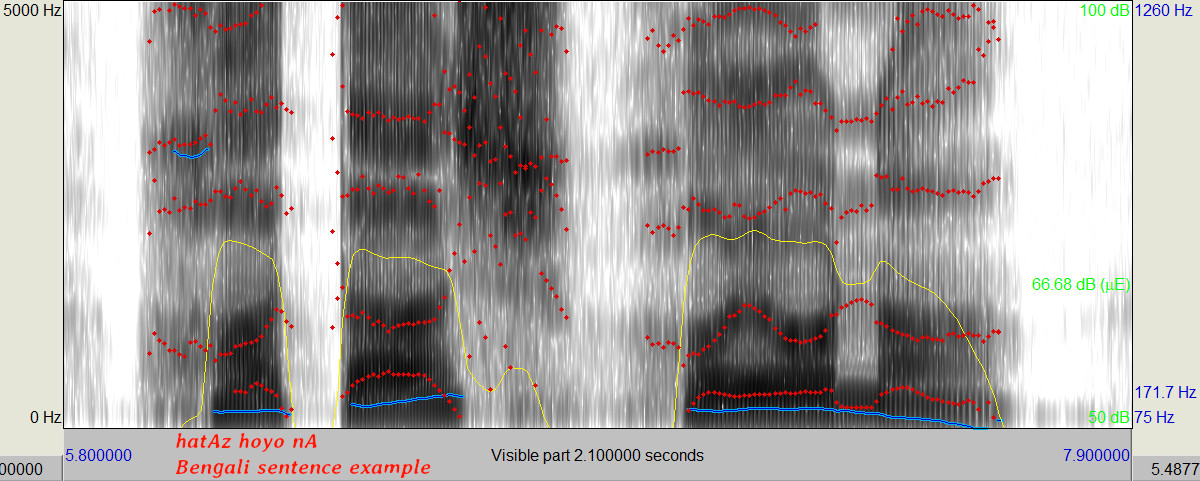 5000 Hz 100 dB 1260 Hz
66.68 dB (µE)
171.7 Hz
0 Hz 50 dB 75 Hz
hatAz hoyo nA
5.800000 Visible part 2.100000 seconds 7.900000
Bengali sentence example
00000 5.4877